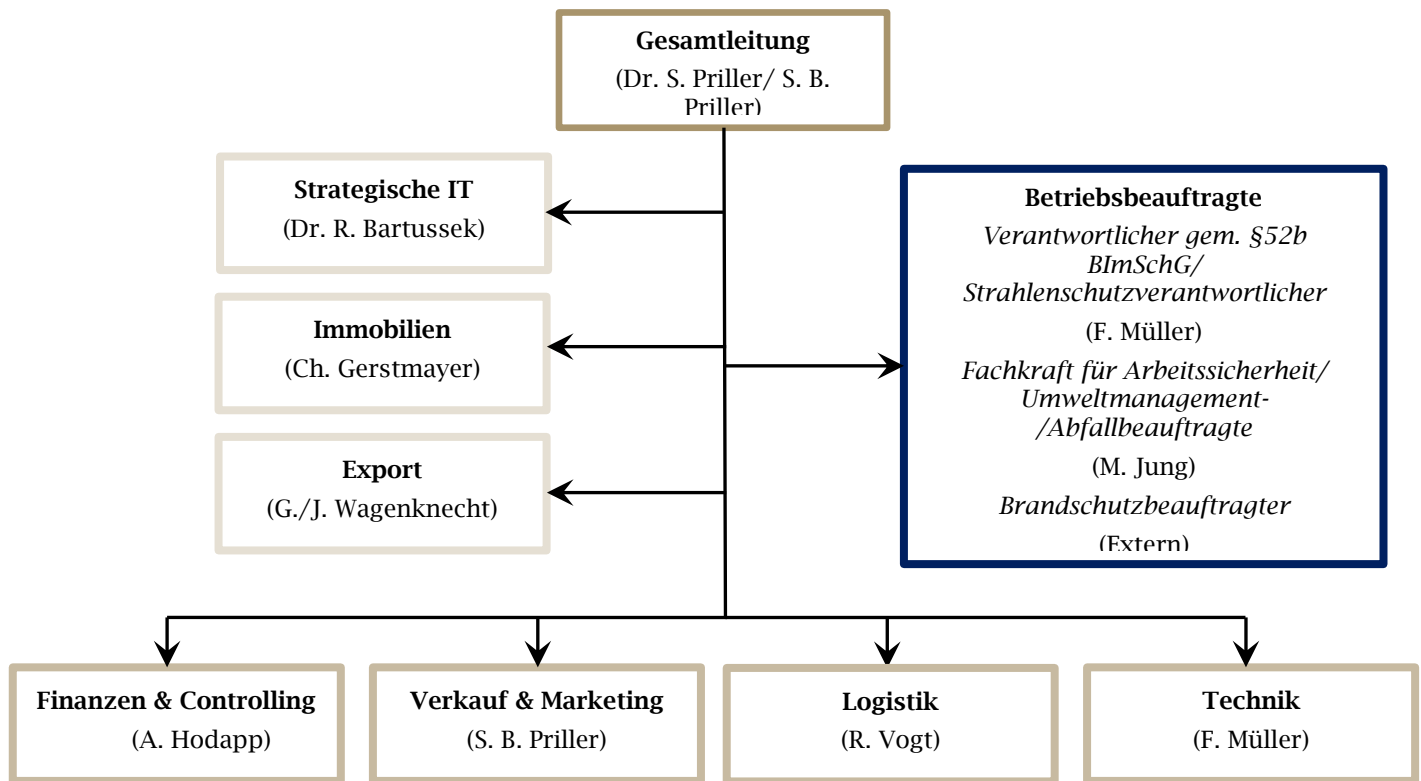 Gesamtleitung
(Dr. S. Priller/ S. B.
Priller)
Strategische IT
(Dr. R. Bartussek)
Immobilien
(Ch. Gerstmayer)
Export
(G./J. Wagenknecht)
Betriebsbeauftragte
Verantwortlicher gem. §52b
BImSchG/
Strahlenschutzverantwortlicher
(F. Müller)
Fachkraft für Arbeitssicherheit/
Umweltmanagement-
/Abfallbeauftragte
(M. Jung)
Brandschutzbeauftragter
(Extern)
Finanzen & Controlling
(A. Hodapp)
Verkauf & Marketing
(S. B. Priller)
Logistik
(R. Vogt)
Technik
(F. Müller)